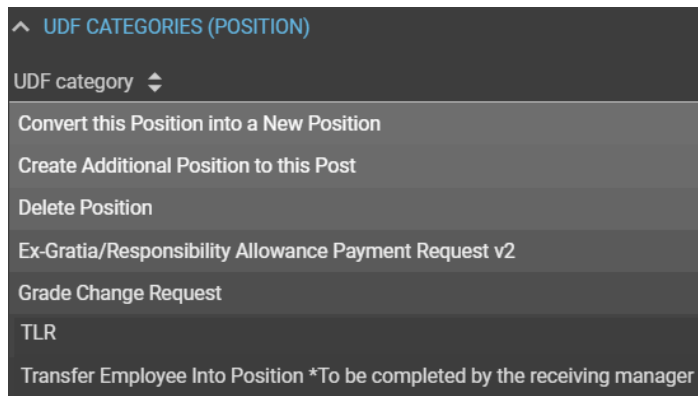 UDF CATEGORIES (POSITION)
UDF category
Convert this Position into a New Position
Create Additional Position to this Post
Delete Position
Ex-Gratia/Responsibility Allowance Payment Request v2
Grade Change Request
TLR
Transfer Employee Into Position *To be completed by the receiving manager